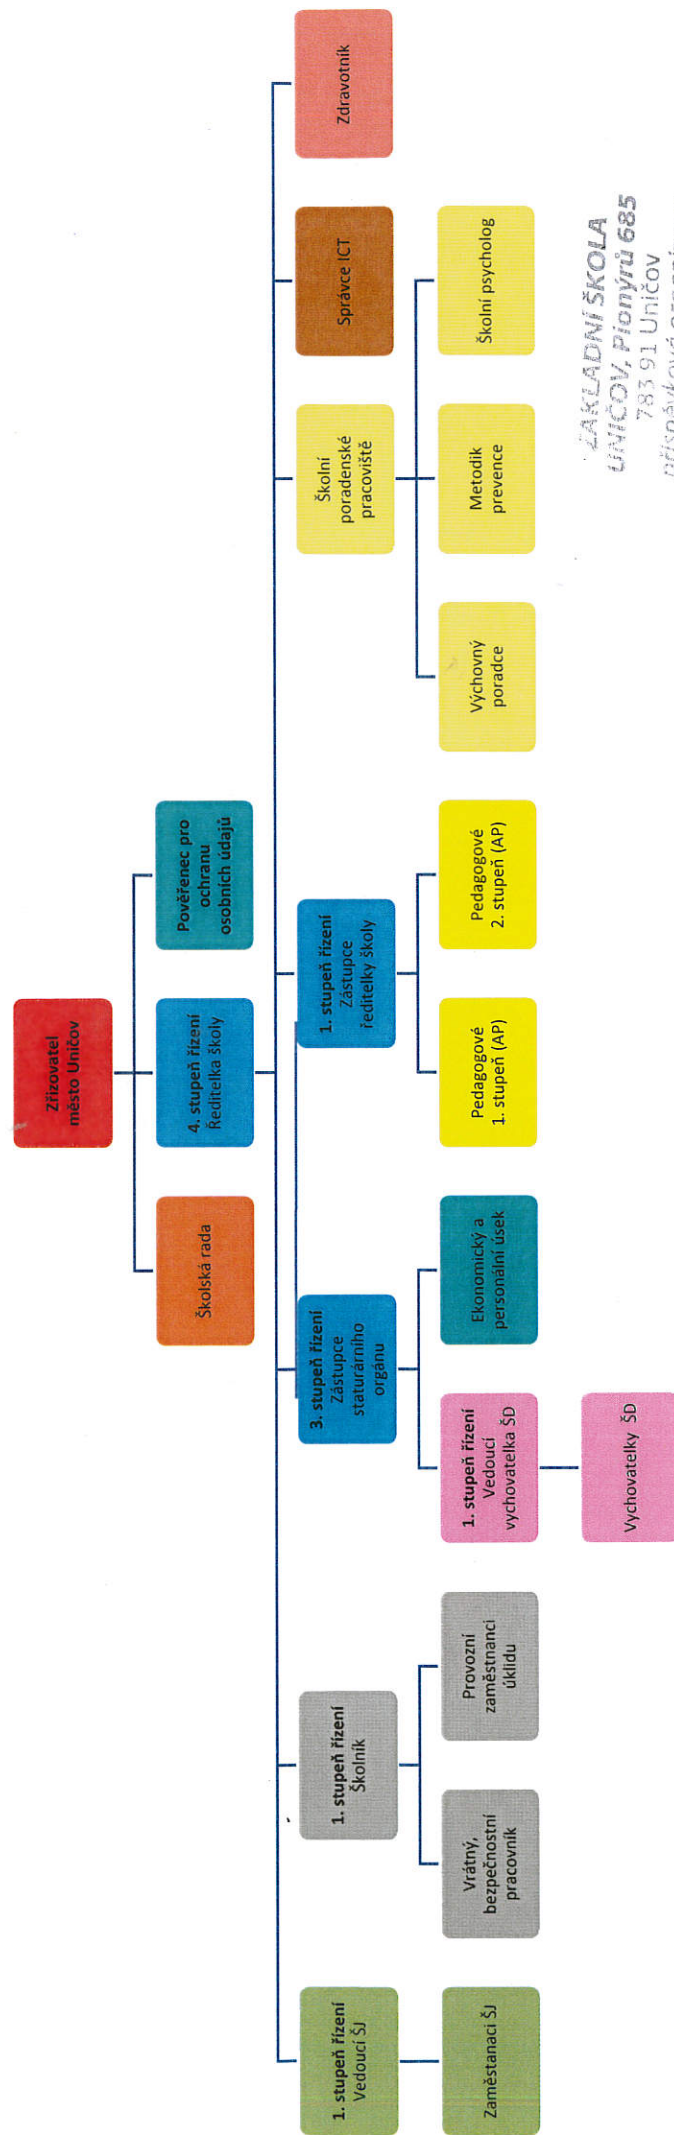 Zřizovatel
město Uničov
Školská rada
4. stupeň řízení
Ředitelka školy
Pověřenec pro
ochranu
osobních údajů
1. stupeň řízení
Vedoucí ŠJ
1. stupeň řízení
Školník
3. stupeň řízení
Zástupce
staturárního
orgánu
1. stupeň řízení
Zástupce
ředitelky školy
Školní
poradenské
pracoviště
Správce ICT
Zdravotník
Zaměstanaci ŠJ
Vrátný,
bezpečnostní
pracovník
Provozní
zaměstnanci
úklidu
1. stupeň řízení
Vedoucí
vychovatelka ŠD
Ekonomický a
personální úsek
Pedagogové
1. stupeň (AP)
Pedagogové
2. stupeň (AP)
Výchovný
poradce
Metodik
prevence
Školní psycholog
Vychovatelky ŠD
ZÁKLADNÍ ŠKOLA
UNIČOV, Pionýrů 685
783 91 Uničov
příspěvková